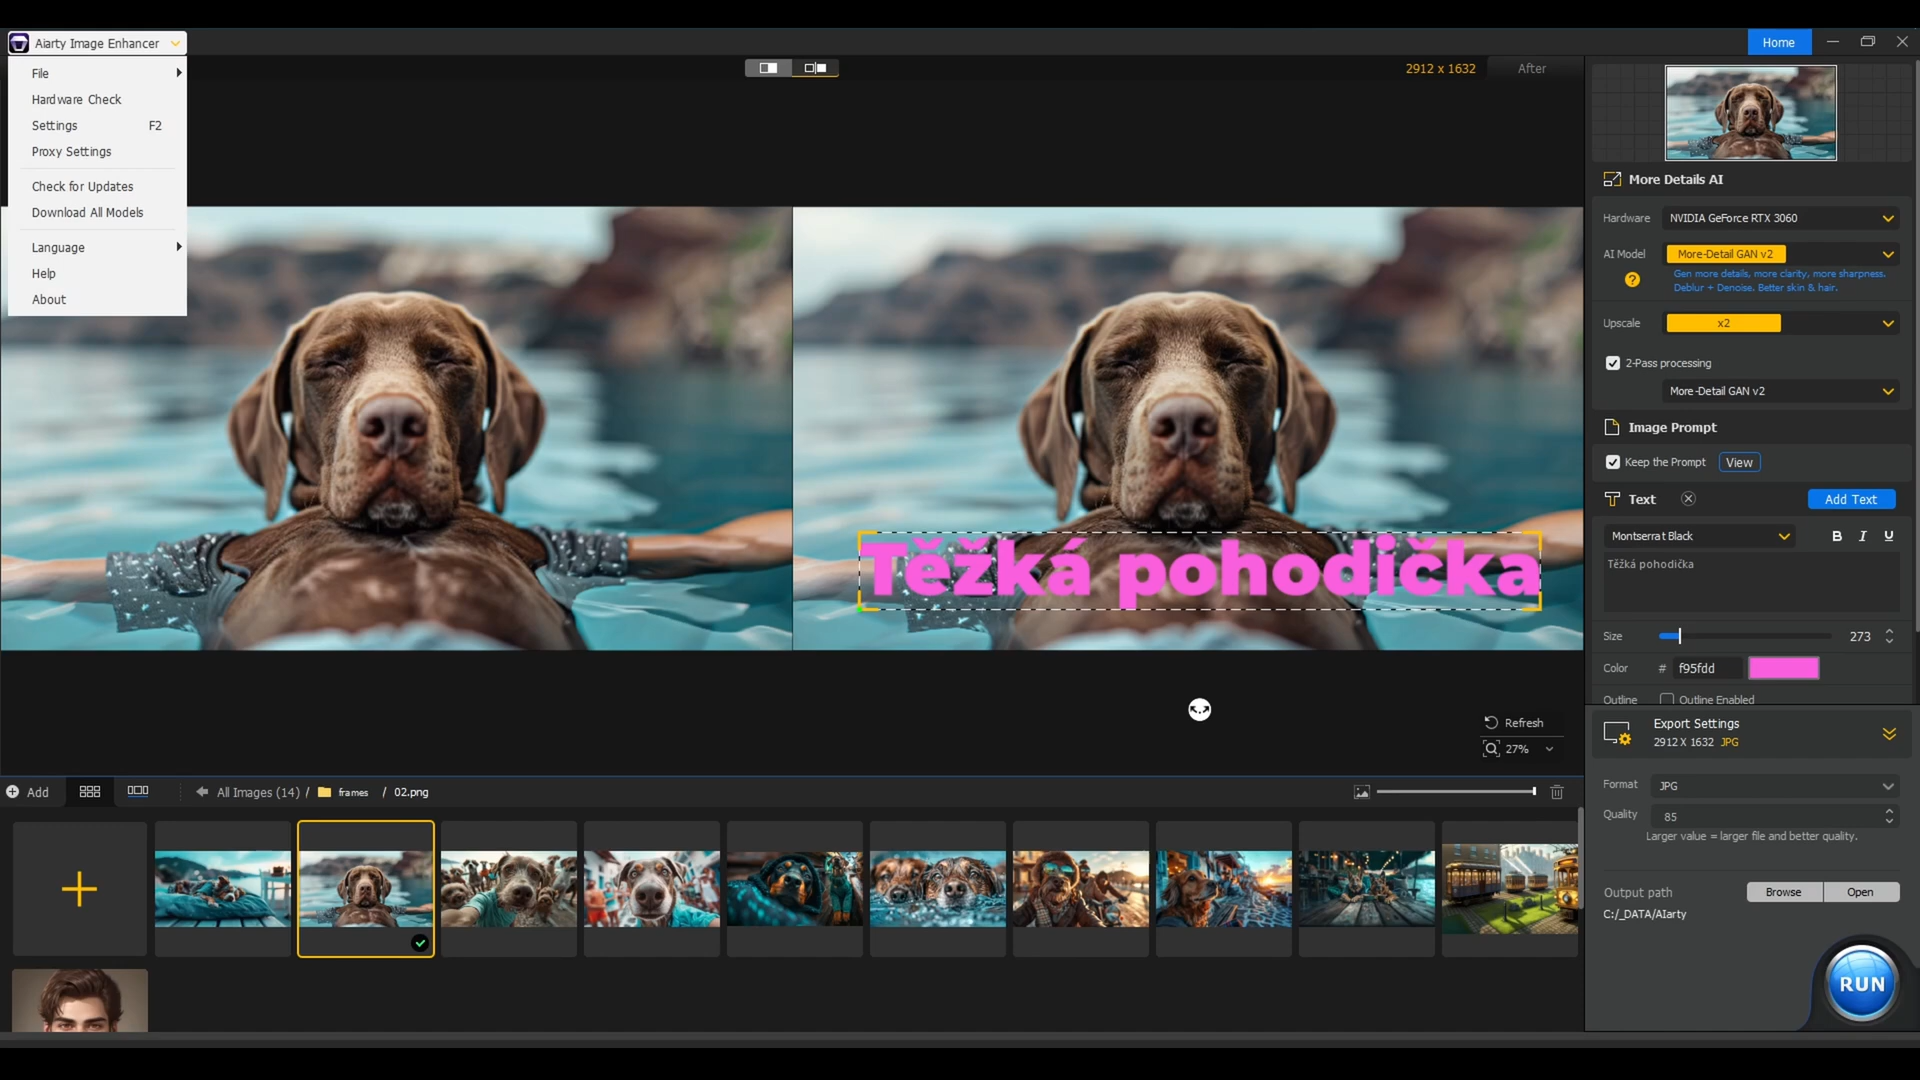 Aiarty Image Enhancer
Home
File
Hardware Check
Settings F2
Proxy Settings
Check for Updates
Download All Models
Language
Help
About
2912 x 1632
After
More Details AI
Hardware NVIDIA GeForce RTX 3060
AI Model More-Detail GAN v2
Gen more details, more clarity, more sharpness.
Deblur + Denoise. Better skin & hair.
Upscale x2
2-Pass processing
More-Detail GAN v2
Image Prompt
Keep the Prompt View
Text Add Text
Montserrat Black B I U
Těžká pohodička
Těžká pohodička
Size 273
Color # f95fdd
Outline Outline Enabled
Refresh
27%
Export Settings
2912 X 1632 JPG
Format JPG
Quality 85
Larger value = larger file and better quality.
Output path Browse Open
C:/_DATA/AIarty
RUN
Add
All Images (14) / frames / 02.png